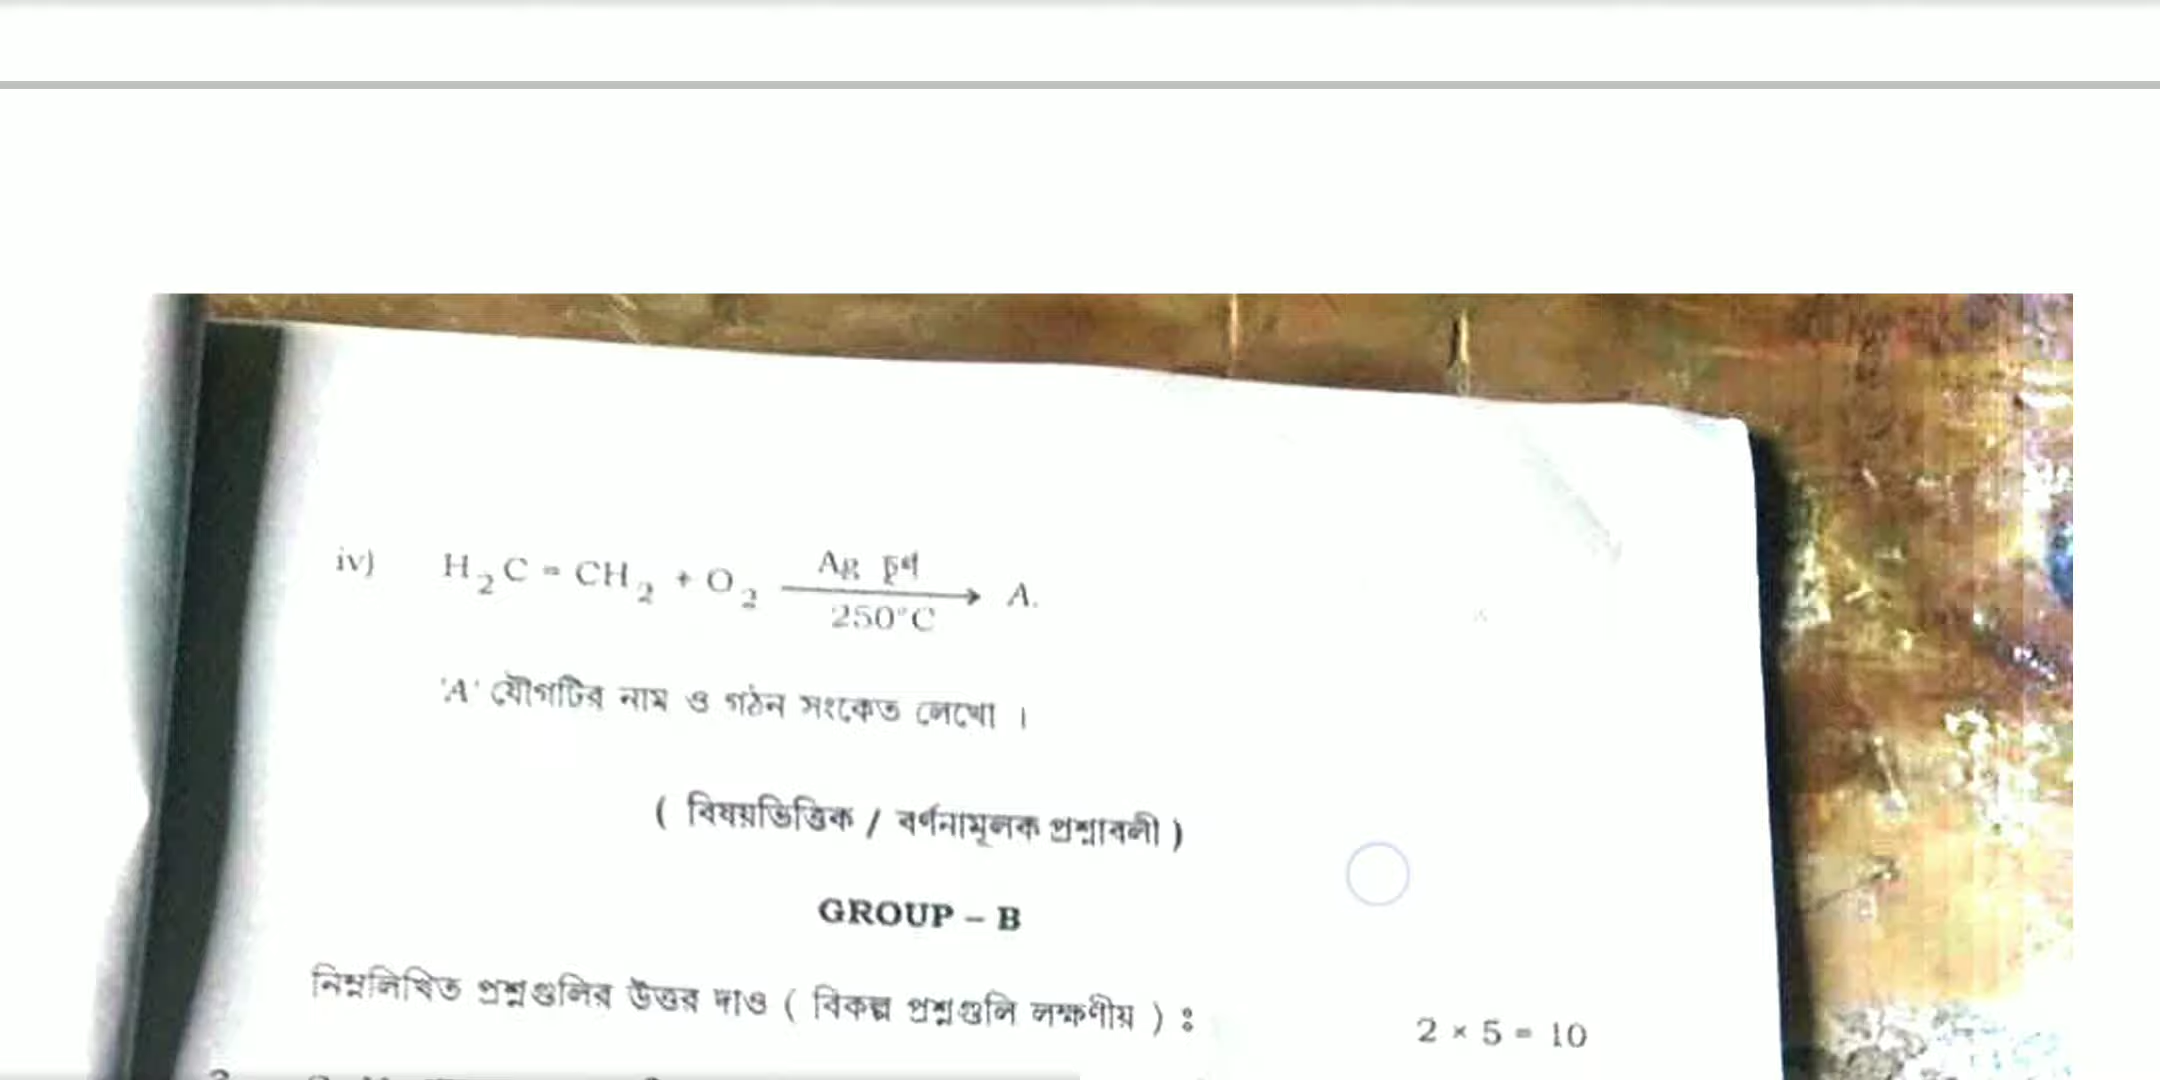 iv) H₂C = CH₂ + O₂ Ag চূর্ণ 250°C → A.
'A' যৌগটির নাম ও গঠন সংকেত লেখো ।
( বিষয়ভিত্তিক / বর্ণনামূলক প্রশ্নাবলী )
GROUP – B
নিম্নলিখিত প্রশ্নগুলির উত্তর দাও ( বিকল্প প্রশ্নগুলি লক্ষণীয় ) : 2 × 5 = 10